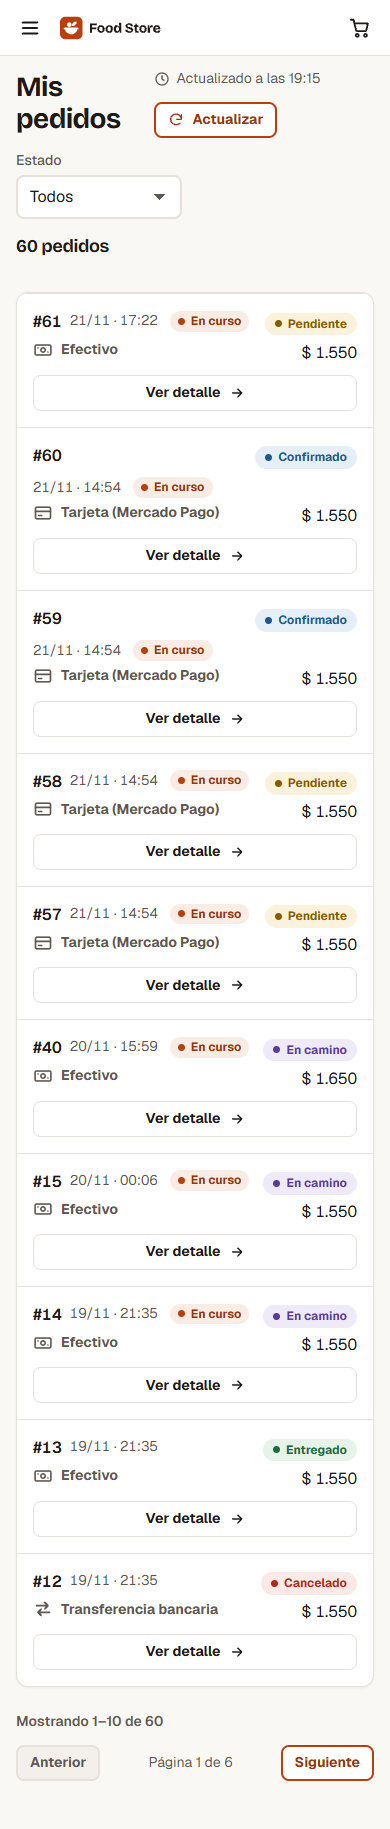 Food Store
Mis pedidos
Actualizado a las 19:15
Actualizar
Estado
Todos
60 pedidos
#61 21/11 · 17:22 En curso Pendiente
Efectivo $ 1.550
Ver detalle →
#60 Confirmado
21/11 · 14:54 En curso
Tarjeta (Mercado Pago) $ 1.550
Ver detalle →
#59 Confirmado
21/11 · 14:54 En curso
Tarjeta (Mercado Pago) $ 1.550
Ver detalle →
#58 21/11 · 14:54 En curso Pendiente
Tarjeta (Mercado Pago) $ 1.550
Ver detalle →
#57 21/11 · 14:54 En curso Pendiente
Tarjeta (Mercado Pago) $ 1.550
Ver detalle →
#40 20/11 · 15:59 En curso En camino
Efectivo $ 1.650
Ver detalle →
#15 20/11 · 00:06 En curso En camino
Efectivo $ 1.550
Ver detalle →
#14 19/11 · 21:35 En curso En camino
Efectivo $ 1.550
Ver detalle →
#13 19/11 · 21:35 Entregado
Efectivo $ 1.550
Ver detalle →
#12 19/11 · 21:35 Cancelado
Transferencia bancaria $ 1.550
Ver detalle →
Mostrando 1–10 de 60
Anterior Página 1 de 6 Siguiente